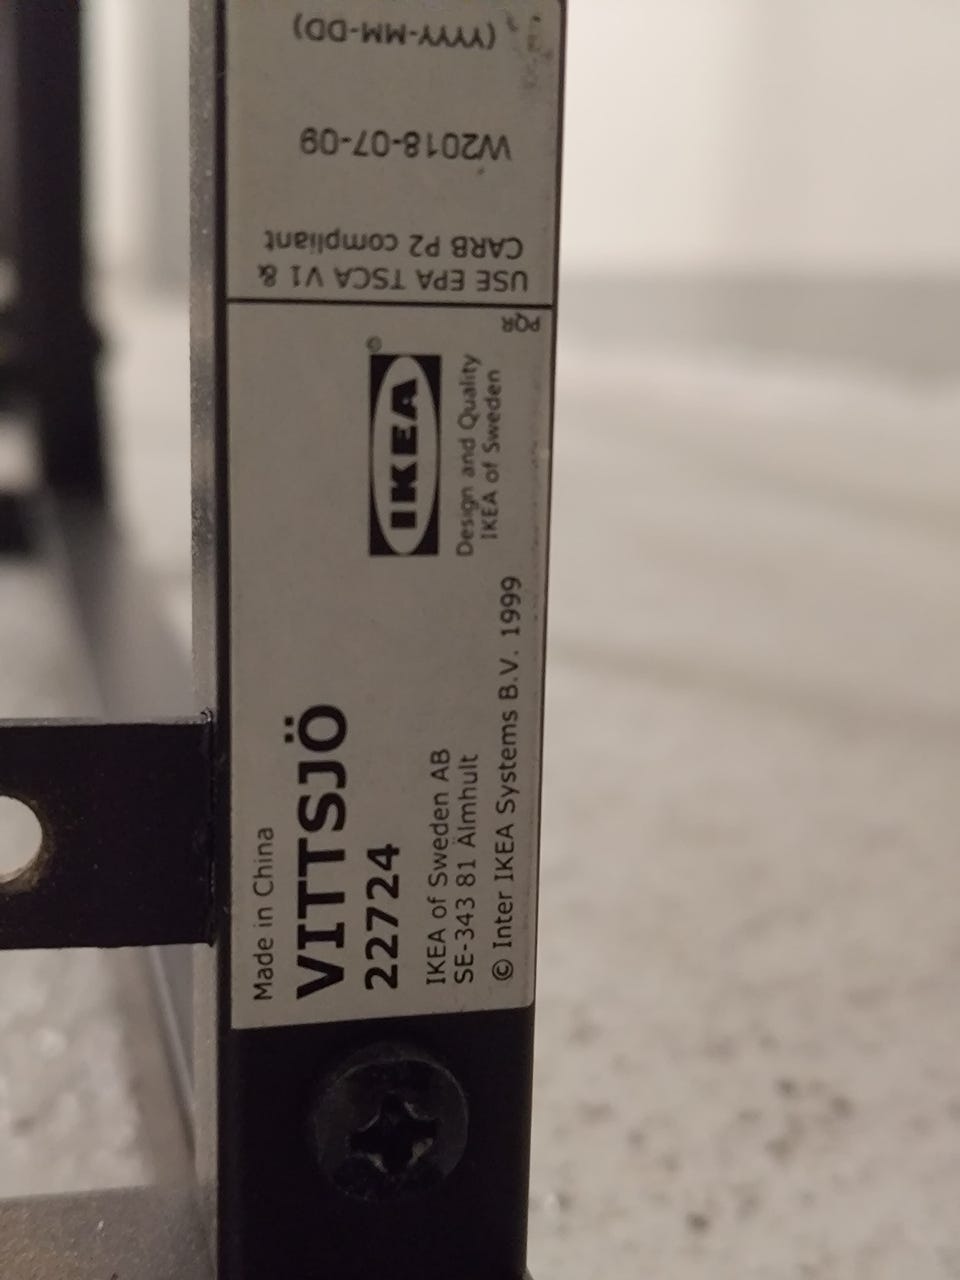 (YYYY-MM-DD)
W2018-07-09
USE EPA TSCA V1 &
CARB P2 compliant
PQR
Made in China
VITTSJÖ
22724
IKEA of Sweden AB
SE-343 81 Älmhult
© Inter IKEA Systems B.V. 1999
IKEA
Design and Quality
IKEA of Sweden